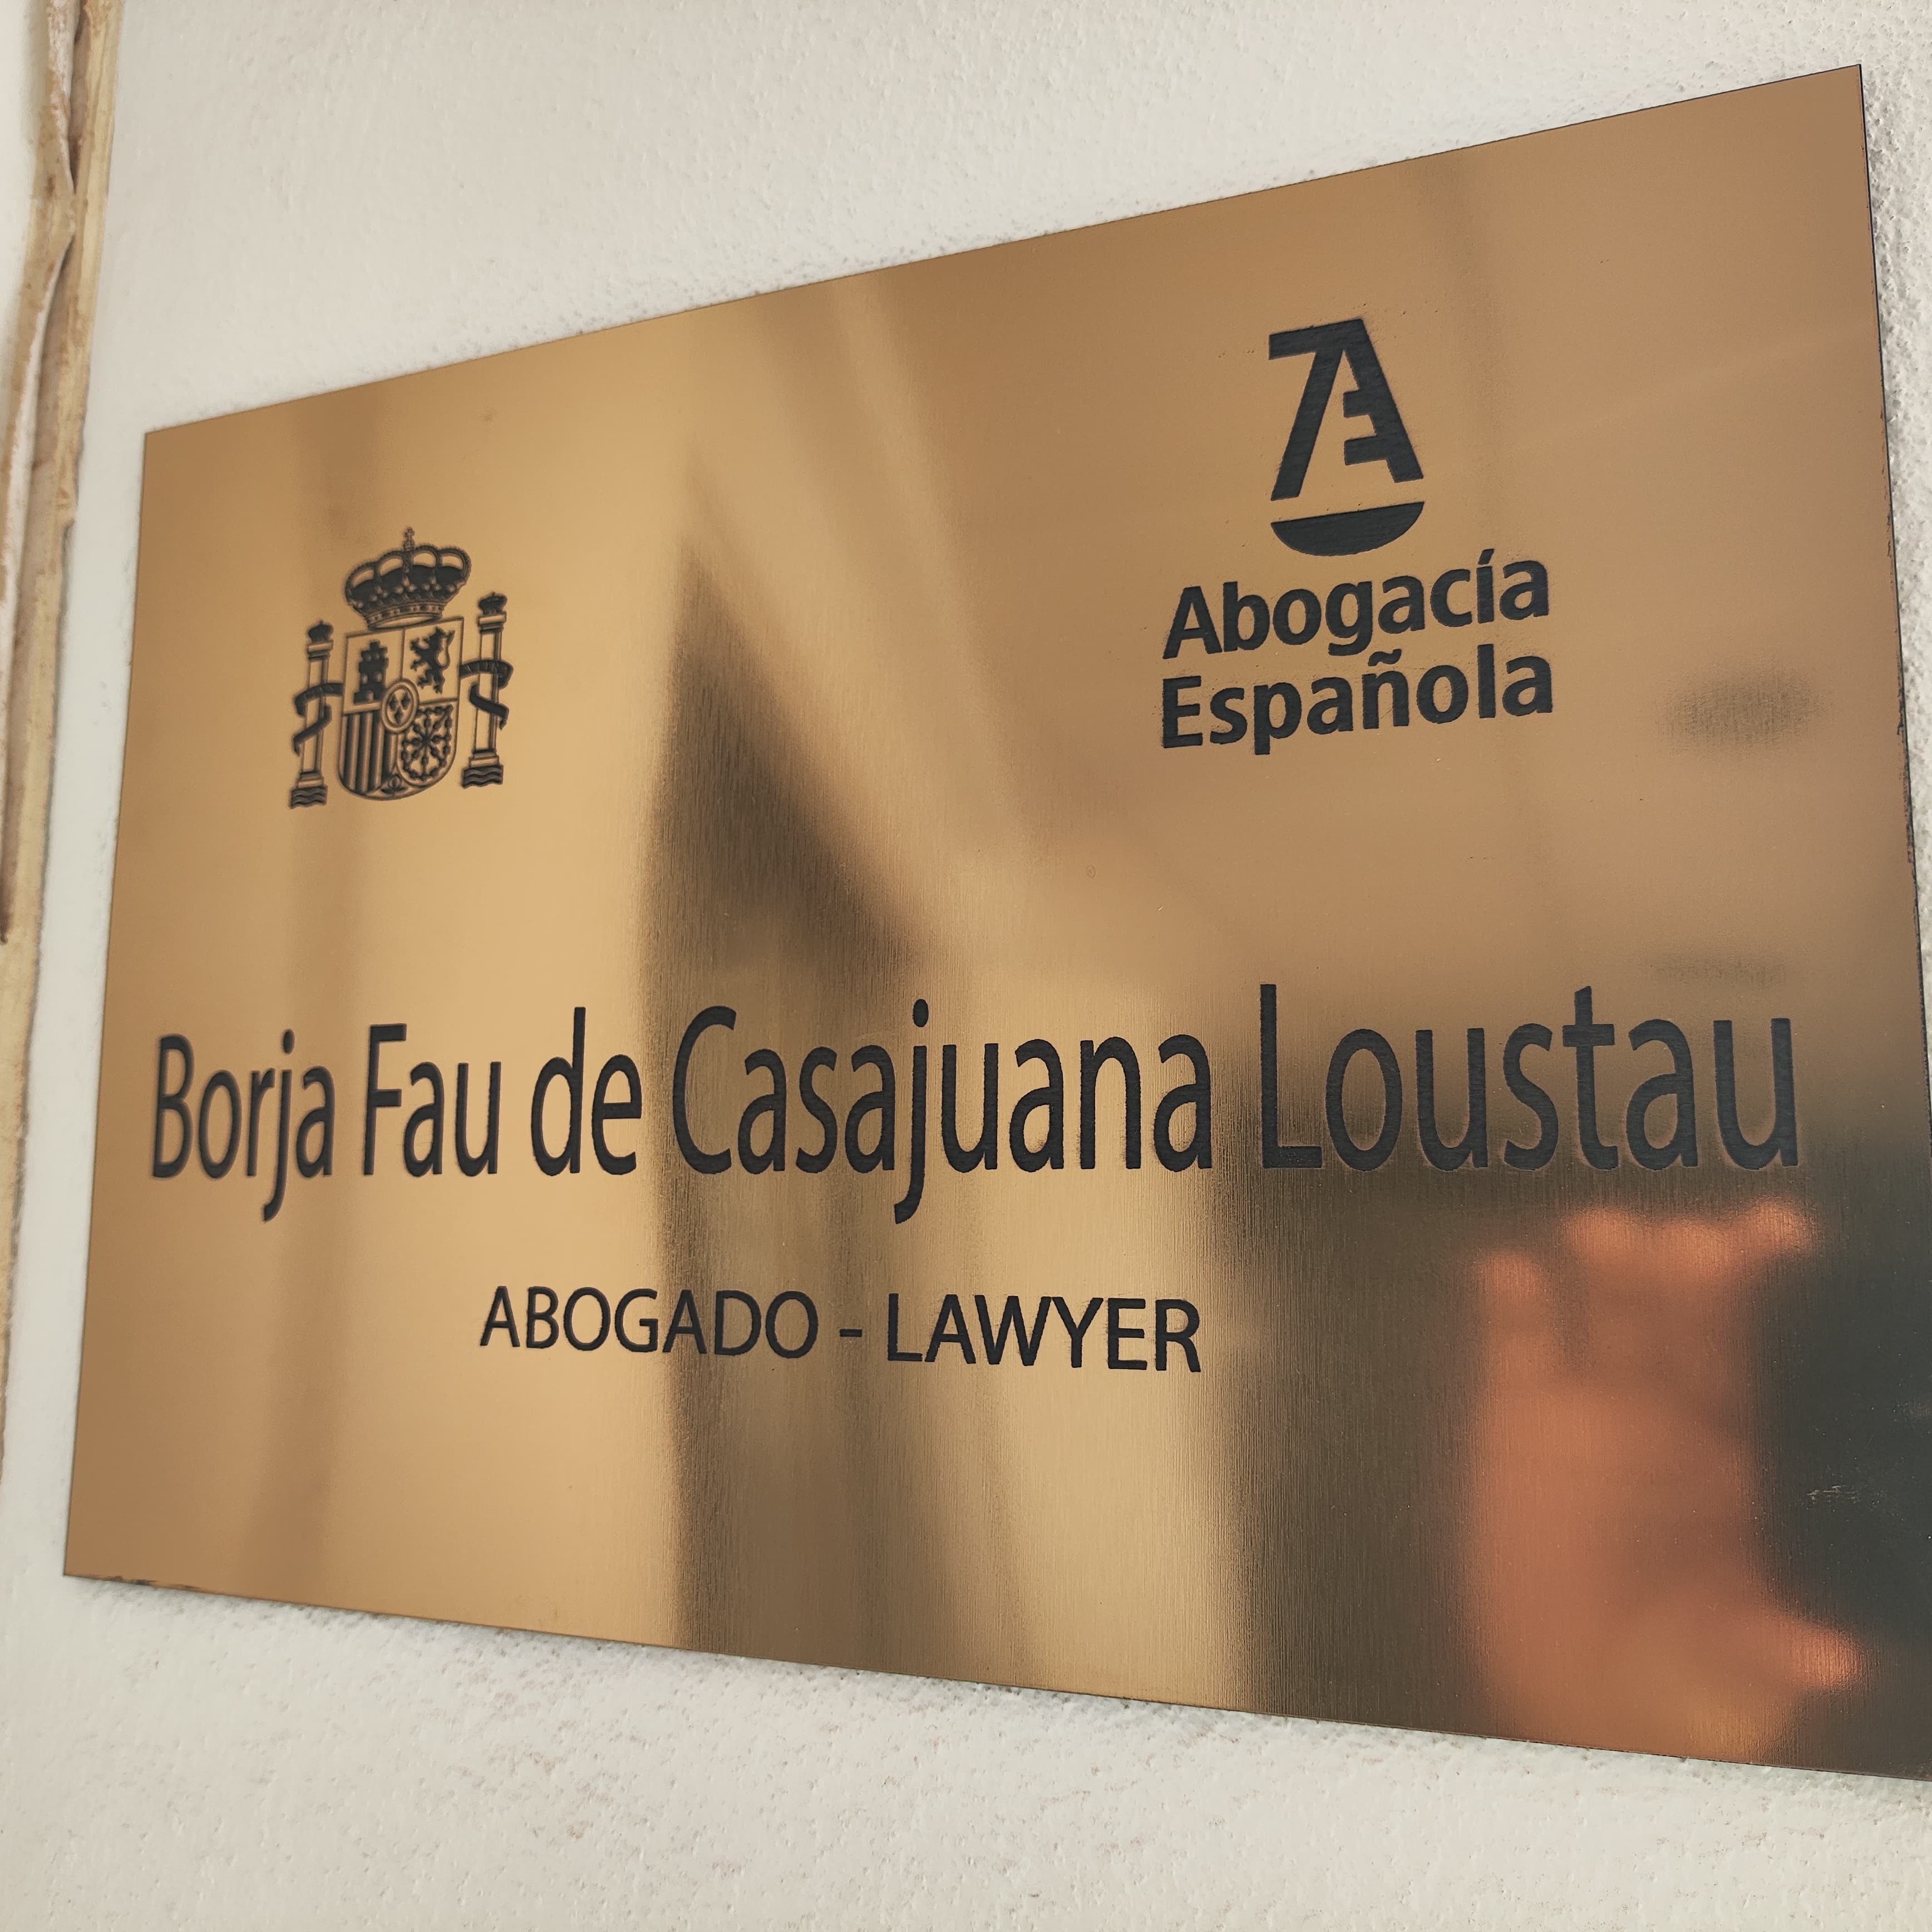 Abogacía
Española
Borja Fau de Casajuana Loustau
ABOGADO - LAWYER